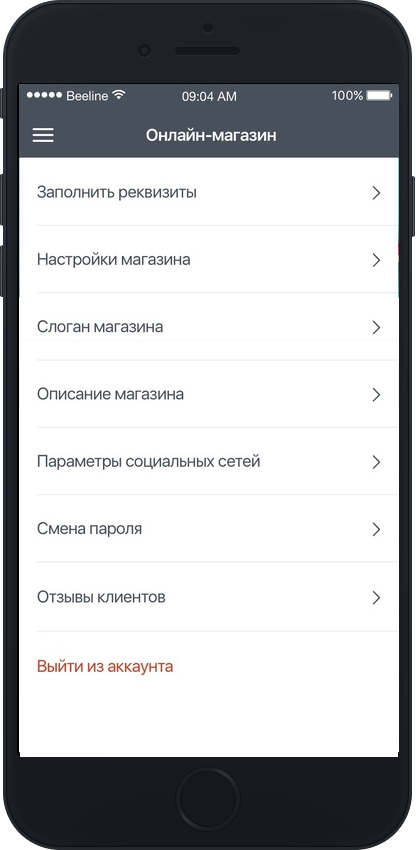 Beeline 09:04 AM 100%
Онлайн-магазин
Заполнить реквизиты
Настройки магазина
Слоган магазина
Описание магазина
Параметры социальных сетей
Смена пароля
Отзывы клиентов
Выйти из аккаунта